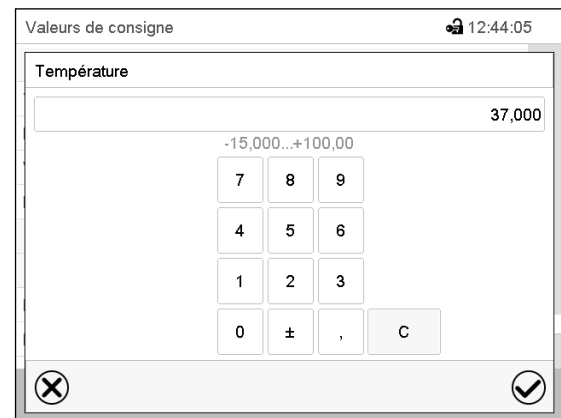 Valeurs de consigne 12:44:05
Température
37,000
-15,000...+100,00
7 8 9
4 5 6
1 2 3
0 ± , C